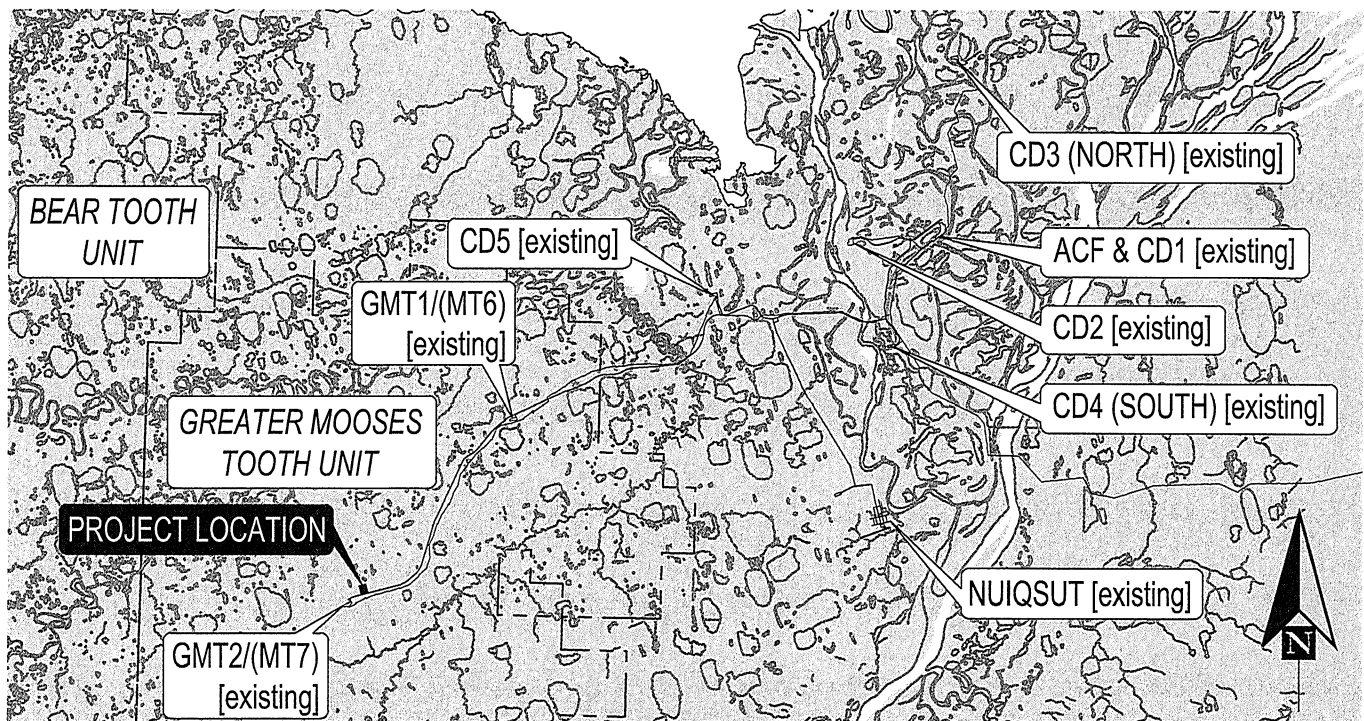 CD3 (NORTH) [existing]
BEAR TOOTH
UNIT
CD5 [existing]
ACF & CD1 [existing]
GMT1/(MT6)
[existing]
CD2 [existing]
CD4 (SOUTH) [existing]
GREATER MOOSES
TOOTH UNIT
PROJECT LOCATION
NUIQSUT [existing]
GMT2/(MT7)
[existing]
N